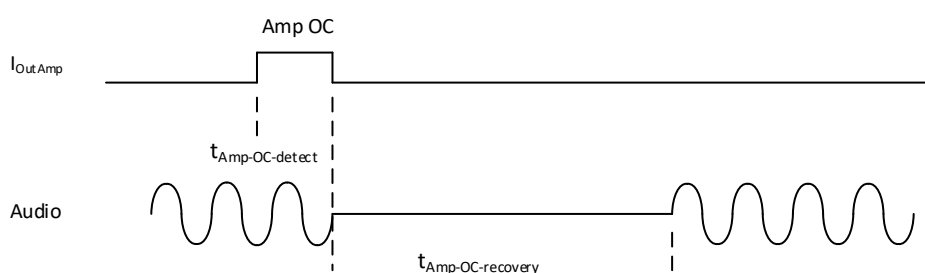 Amp OC
IOutAmp
tAmp-OC-detect
Audio
tAmp-OC-recovery